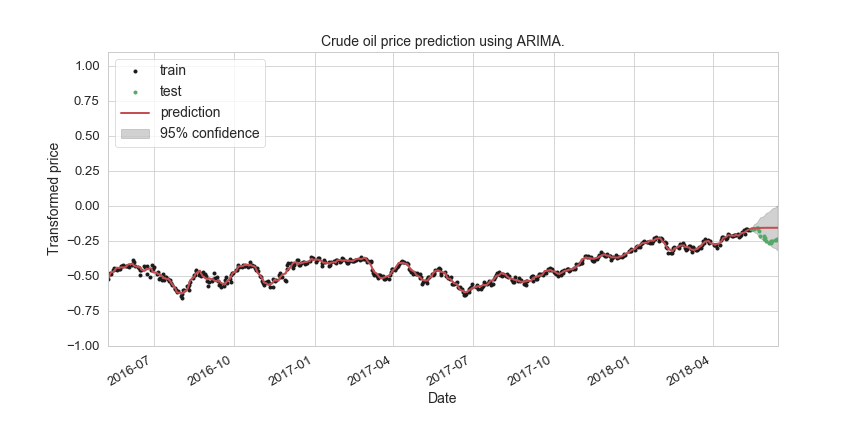 Crude oil price prediction using ARIMA.
train
test
prediction
95% confidence
1.00
0.75
0.50
0.25
0.00
−0.25
−0.50
−0.75
−1.00
Transformed price
2016-07
2016-10
2017-01
2017-04
2017-07
2017-10
2018-01
2018-04
Date